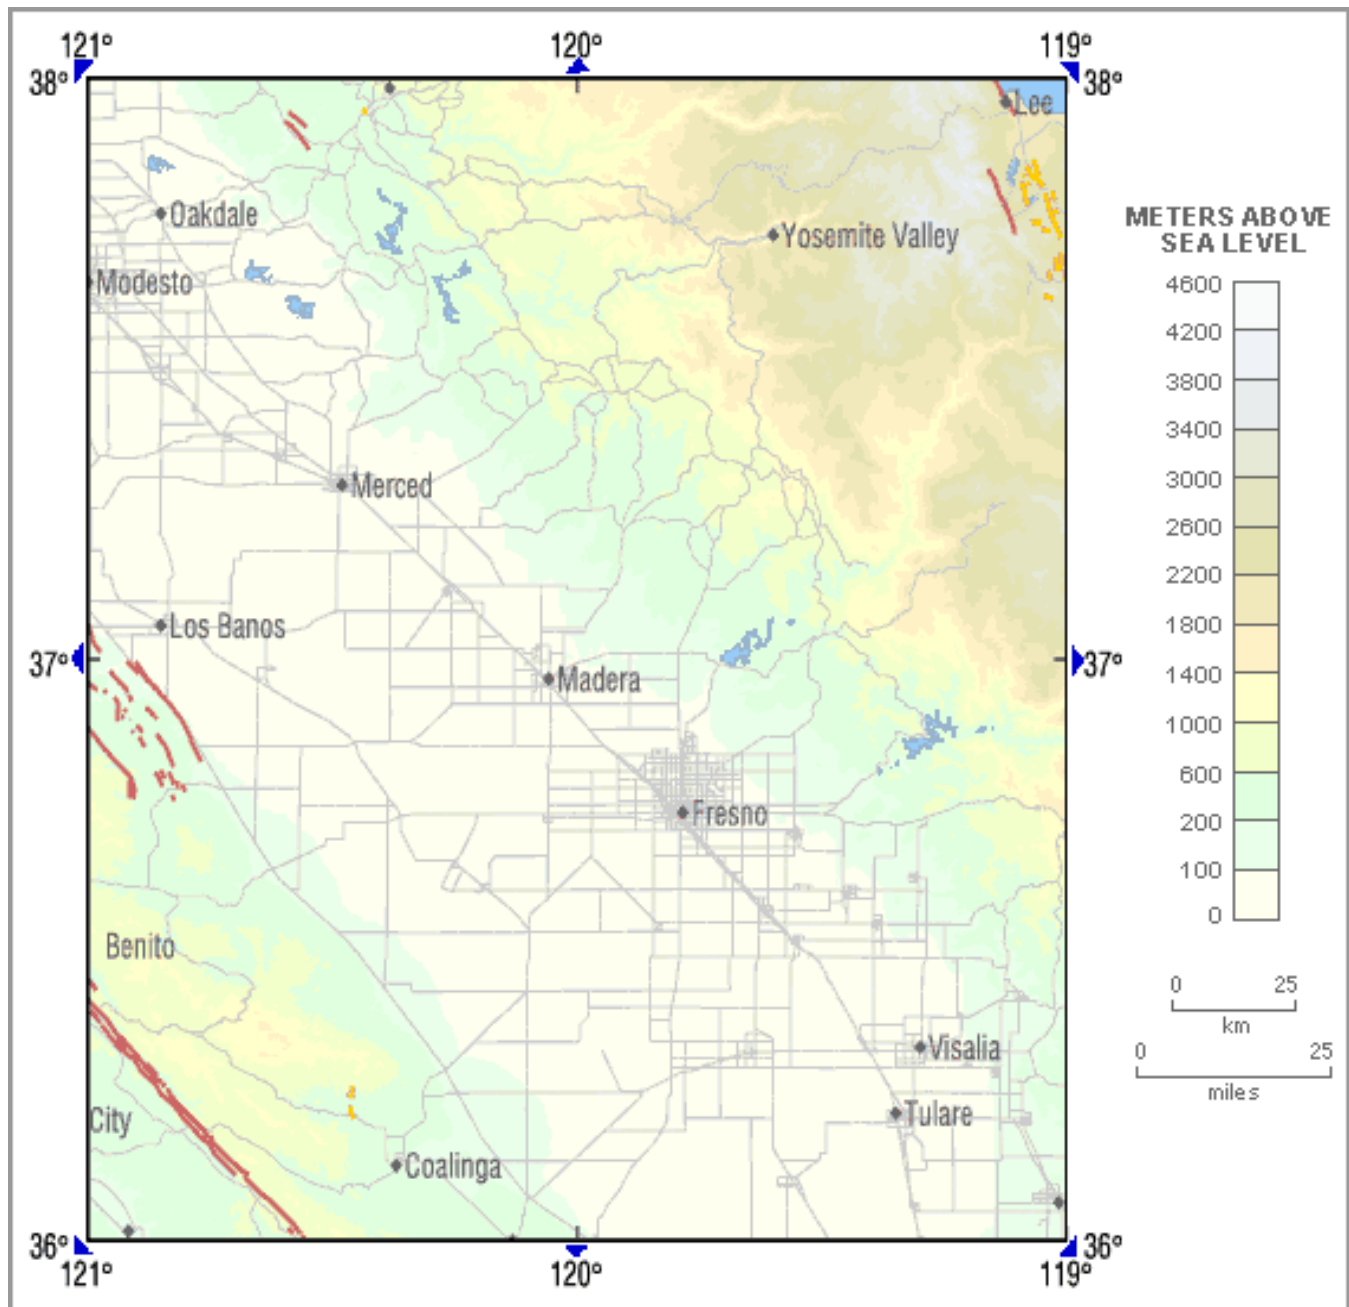 121° 120° 119°
38° 38°
Lee
Oakdale
Yosemite Valley
METERS ABOVE
SEA LEVEL
Modesto
4600
4200
3800
3400
Merced
3000
2600
2200
Los Banos
1800
37° 37°
Madera
1400
1000
600
Fresno
200
100
0
Benito
0 25
km
Visalia
0 25
miles
City
Tulare
Coalinga
36° 36°
121° 120° 119°